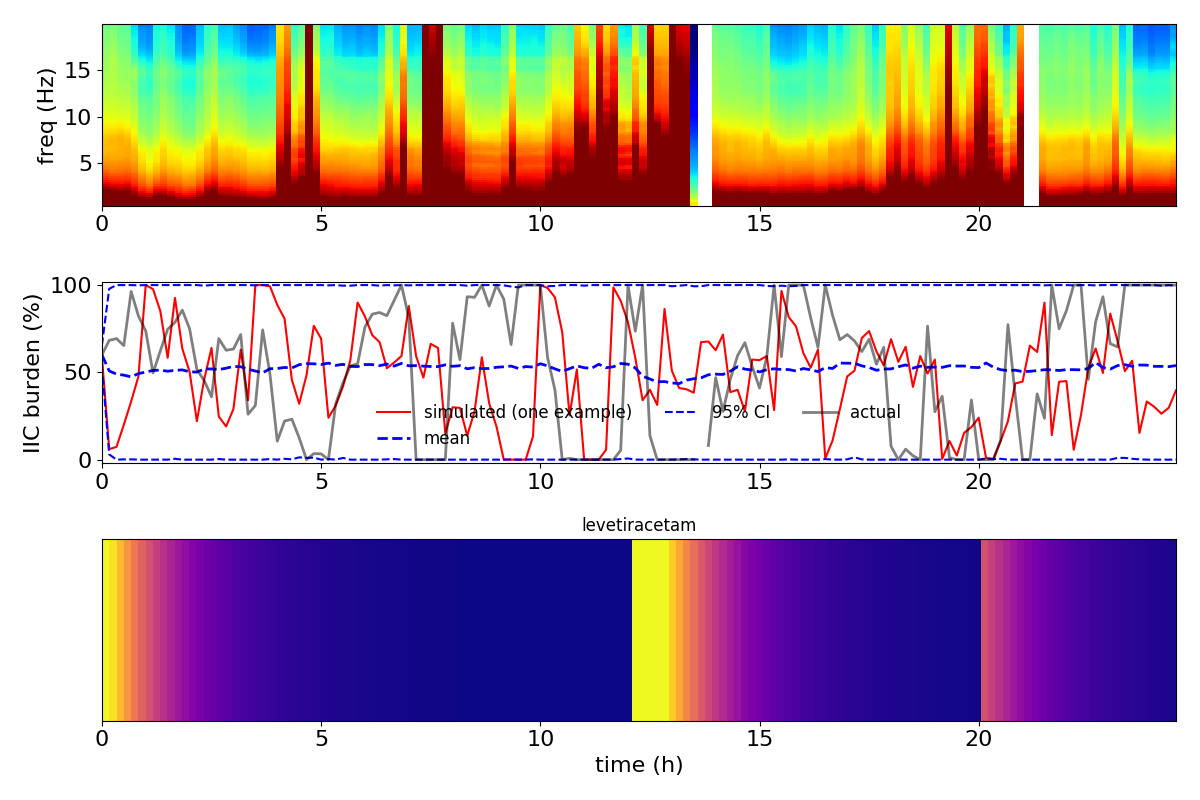 freq (Hz)
15
10
5
0 5 10 15 20
IIC burden (%)
100
50
0
simulated (one example) 95% CI actual
mean
0 5 10 15 20
levetiracetam
0 5 10 15 20
time (h)